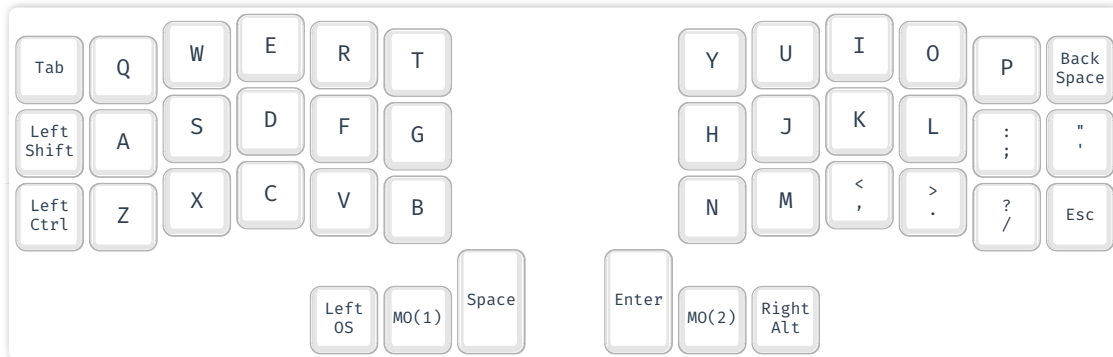 Tab Q W E R T Y U I O P Back Space
Left Shift A S D F G H J K L : ; " '
Left Ctrl Z X C V B N M < , > . ? / Esc
Left OS MO(1) Space Enter MO(2) Right Alt